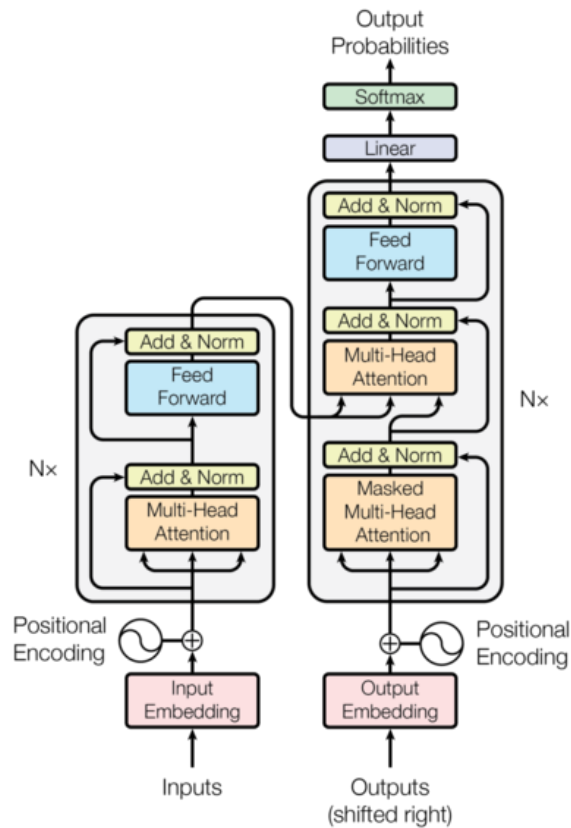 Output
Probabilities
Softmax
Linear
Add & Norm
Feed
Forward
Add & Norm
Multi-Head
Attention
Add & Norm
Masked
Multi-Head
Attention
Nx
Add & Norm
Feed
Forward
Add & Norm
Multi-Head
Attention
N×
Positional
Encoding
Positional
Encoding
Input
Embedding
Output
Embedding
Inputs
Outputs
(shifted right)